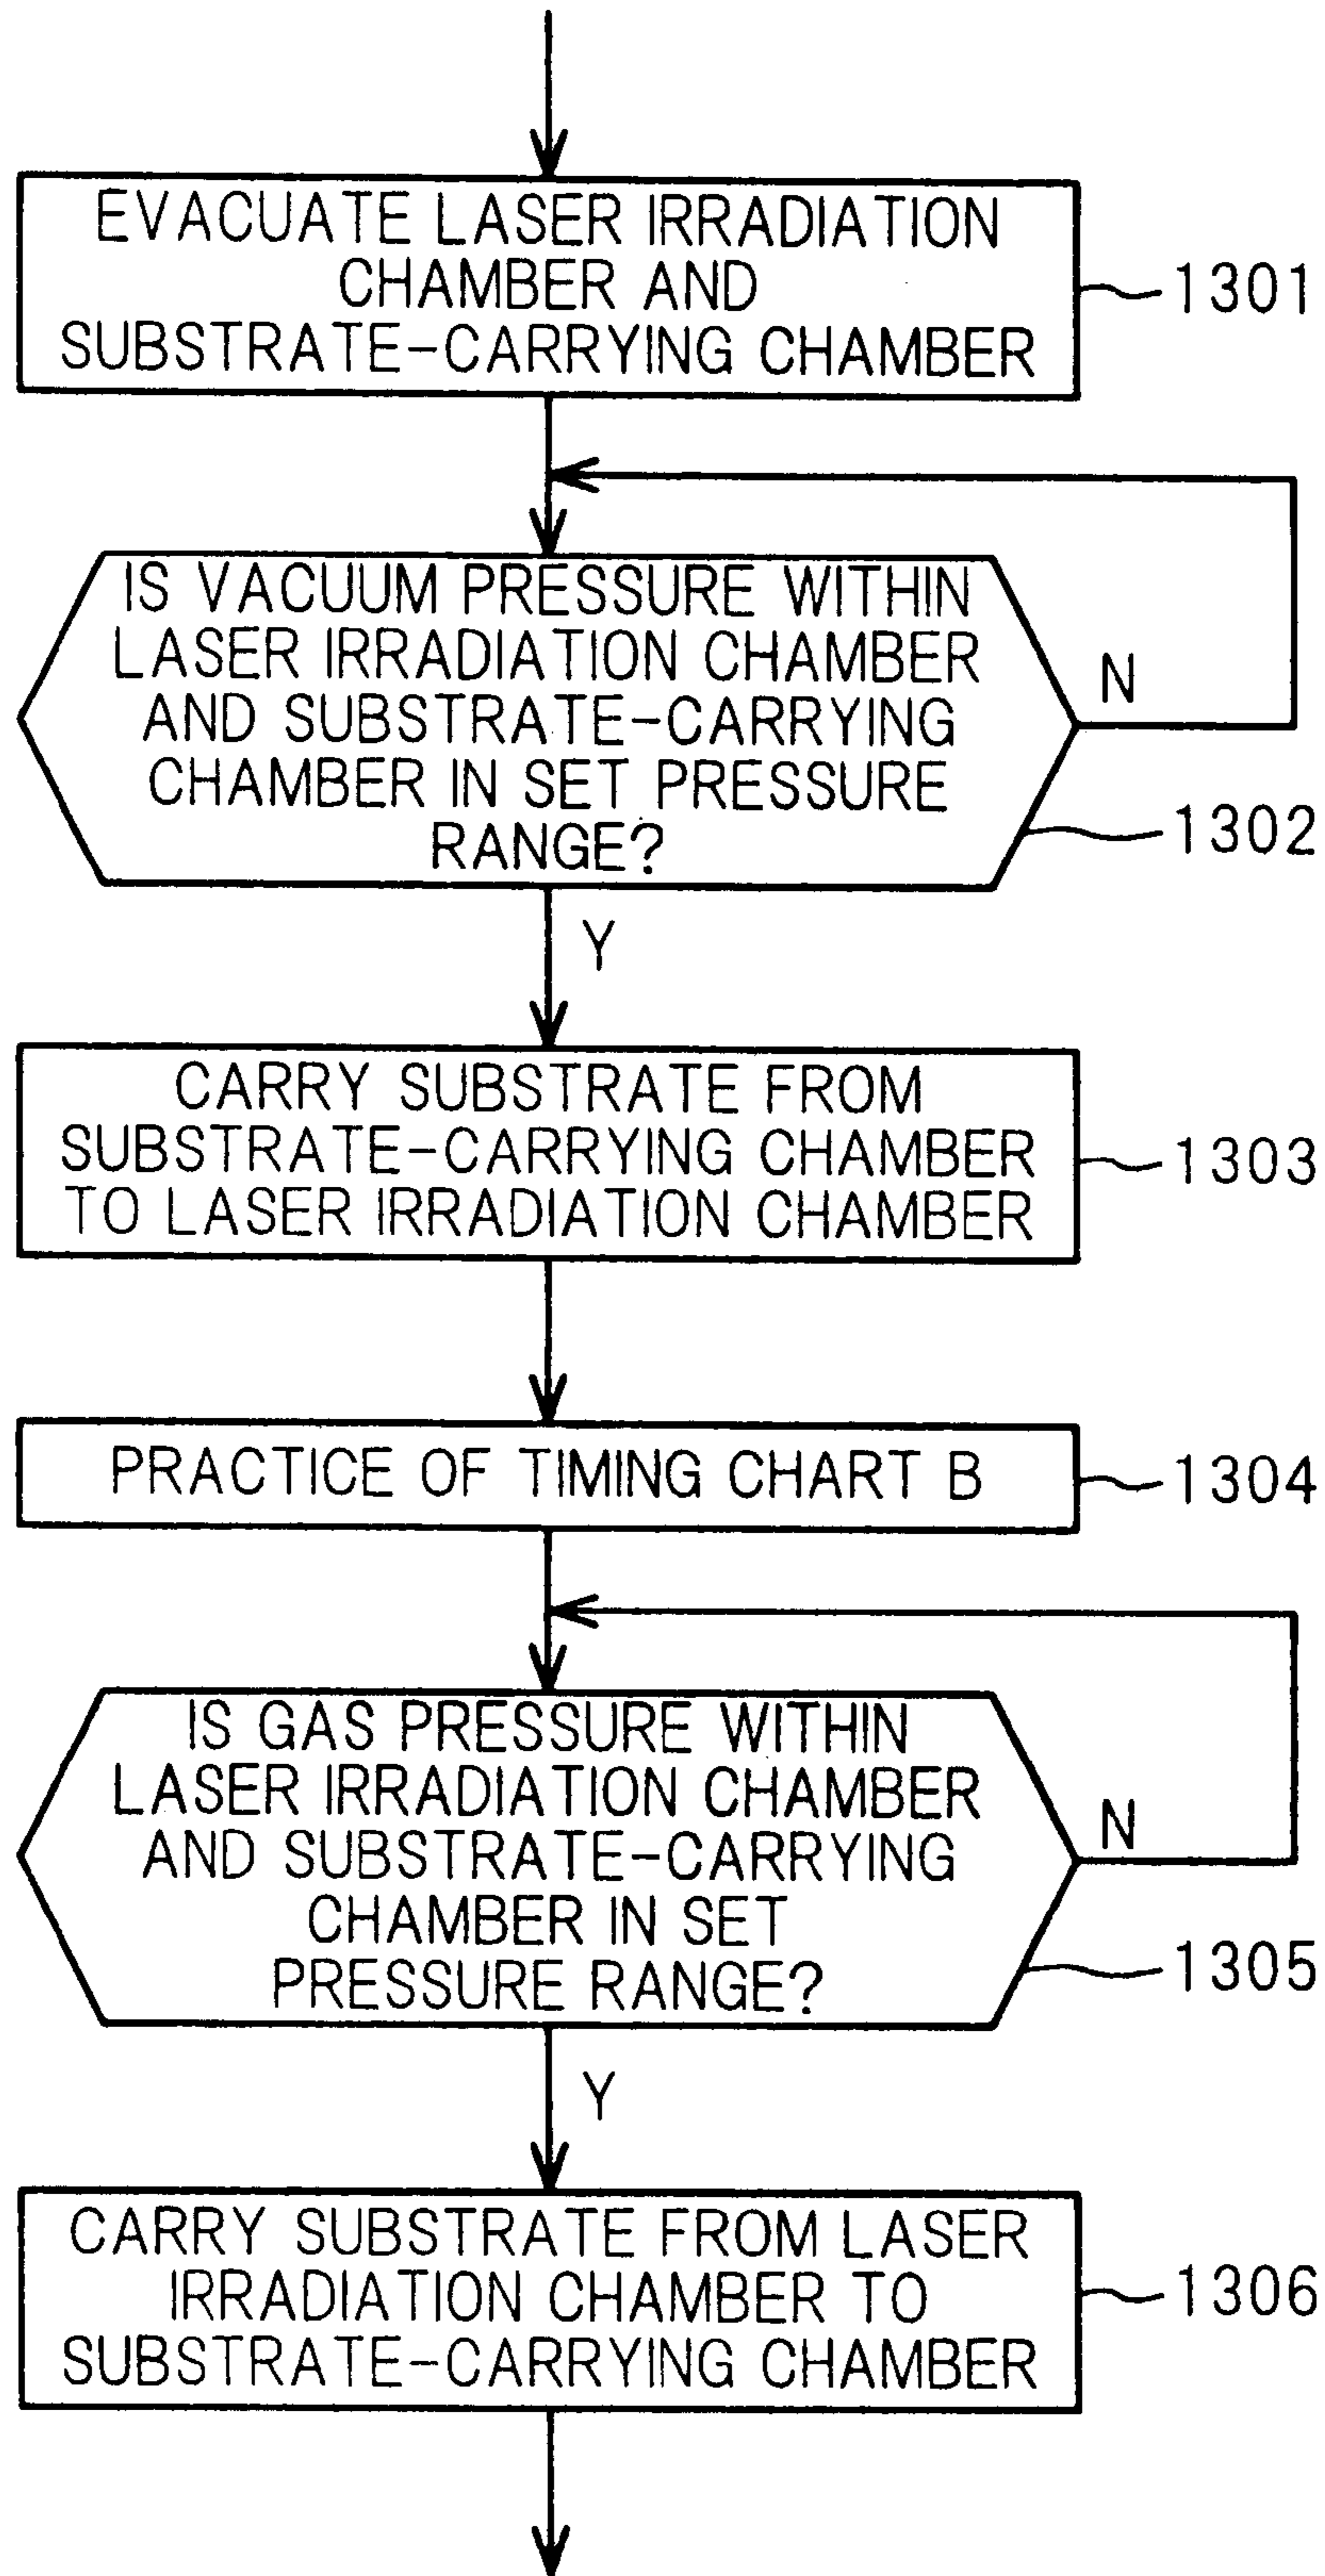 EVACUATE LASER IRRADIATION
CHAMBER AND
SUBSTRATE-CARRYING CHAMBER
1301
IS VACUUM PRESSURE WITHIN
LASER IRRADIATION CHAMBER
AND SUBSTRATE-CARRYING
CHAMBER IN SET PRESSURE
RANGE?
N
1302
Y
CARRY SUBSTRATE FROM
SUBSTRATE-CARRYING CHAMBER
TO LASER IRRADIATION CHAMBER
1303
PRACTICE OF TIMING CHART B
1304
IS GAS PRESSURE WITHIN
LASER IRRADIATION CHAMBER
AND SUBSTRATE-CARRYING
CHAMBER IN SET
PRESSURE RANGE?
N
1305
Y
CARRY SUBSTRATE FROM LASER
IRRADIATION CHAMBER TO
SUBSTRATE-CARRYING CHAMBER
1306